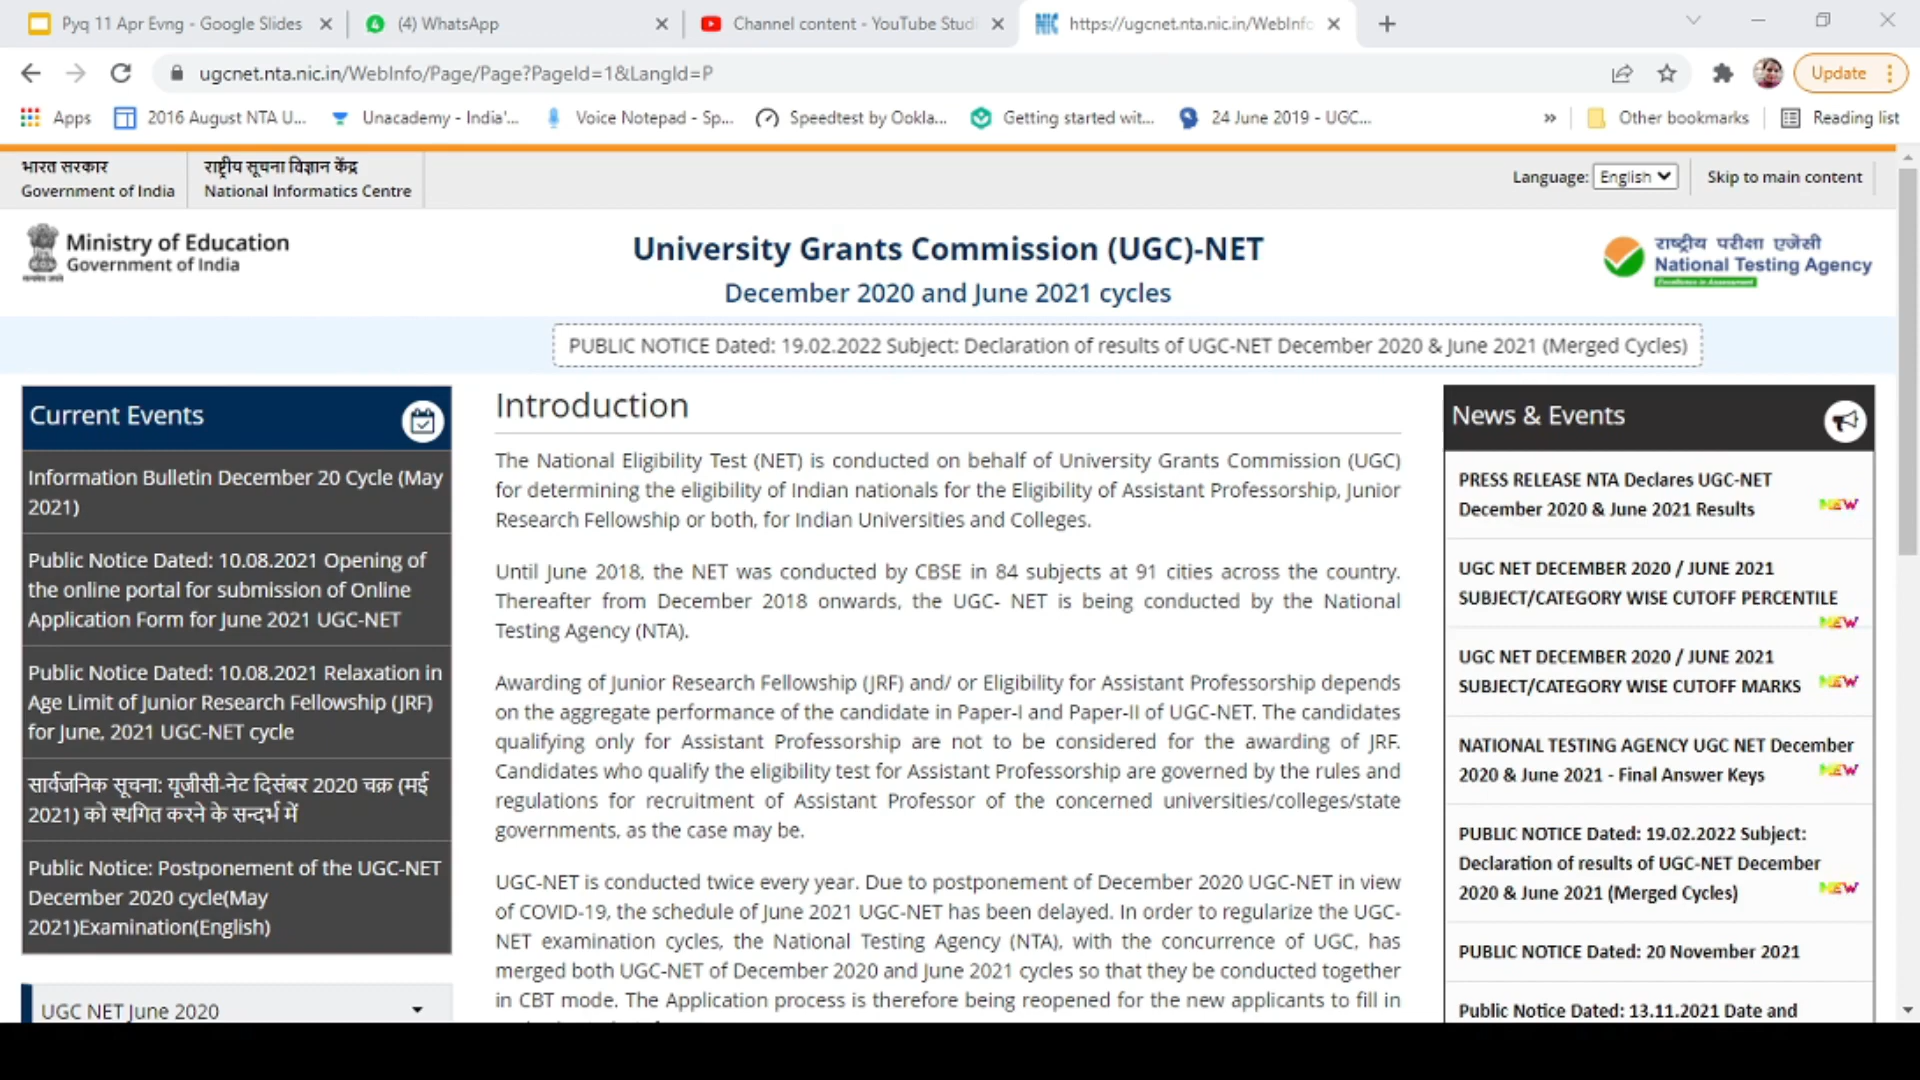 Pyq 11 Apr Evng - Google Slides
(4) WhatsApp
Channel content - YouTube Studi
https://ugcnet.nta.nic.in/WebInfo
ugcnet.nta.nic.in/WebInfo/Page/Page?PageId=1&LangId=P
Update
Apps
2016 August NTA U...
Unacademy - India'...
Voice Notepad - Sp...
Speedtest by Ookla...
Getting started wit...
24 June 2019 - UGC...
»
Other bookmarks
Reading list
भारत सरकार
Government of India
राष्ट्रीय सूचना विज्ञान केंद्र
National Informatics Centre
Language: English
Skip to main content
Ministry of Education
Government of India
University Grants Commission (UGC)-NET
December 2020 and June 2021 cycles
राष्ट्रीय परीक्षा एजेंसी
National Testing Agency
Excellence in Assessment
PUBLIC NOTICE Dated: 19.02.2022 Subject: Declaration of results of UGC-NET December 2020 & June 2021 (Merged Cycles)
Current Events
Information Bulletin December 20 Cycle (May
2021)
Public Notice Dated: 10.08.2021 Opening of
the online portal for submission of Online
Application Form for June 2021 UGC-NET
Public Notice Dated: 10.08.2021 Relaxation in
Age Limit of Junior Research Fellowship (JRF)
for June, 2021 UGC-NET cycle
सार्वजनिक सूचना: यूजीसी-नेट दिसंबर 2020 चक्र (मई
2021) को स्थगित करने के सन्दर्भ में
Public Notice: Postponement of the UGC-NET
December 2020 cycle(May
2021)Examination(English)
UGC NET June 2020
Introduction
The National Eligibility Test (NET) is conducted on behalf of University Grants Commission (UGC)
for determining the eligibility of Indian nationals for the Eligibility of Assistant Professorship, Junior
Research Fellowship or both, for Indian Universities and Colleges.
Until June 2018, the NET was conducted by CBSE in 84 subjects at 91 cities across the country.
Thereafter from December 2018 onwards, the UGC- NET is being conducted by the National
Testing Agency (NTA).
Awarding of Junior Research Fellowship (JRF) and/ or Eligibility for Assistant Professorship depends
on the aggregate performance of the candidate in Paper-I and Paper-II of UGC-NET. The candidates
qualifying only for Assistant Professorship are not to be considered for the awarding of JRF.
Candidates who qualify the eligibility test for Assistant Professorship are governed by the rules and
regulations for recruitment of Assistant Professor of the concerned universities/colleges/state
governments, as the case may be.
UGC-NET is conducted twice every year. Due to postponement of December 2020 UGC-NET in view
of COVID-19, the schedule of June 2021 UGC-NET has been delayed. In order to regularize the UGC-
NET examination cycles, the National Testing Agency (NTA), with the concurrence of UGC, has
merged both UGC-NET of December 2020 and June 2021 cycles so that they be conducted together
in CBT mode. The Application process is therefore being reopened for the new applicants to fill in
News & Events
PRESS RELEASE NTA Declares UGC-NET
December 2020 & June 2021 Results NEW
UGC NET DECEMBER 2020 / JUNE 2021
SUBJECT/CATEGORY WISE CUTOFF PERCENTILE
NEW
UGC NET DECEMBER 2020 / JUNE 2021
SUBJECT/CATEGORY WISE CUTOFF MARKS NEW
NATIONAL TESTING AGENCY UGC NET December
2020 & June 2021 - Final Answer Keys NEW
PUBLIC NOTICE Dated: 19.02.2022 Subject:
Declaration of results of UGC-NET December
2020 & June 2021 (Merged Cycles) NEW
PUBLIC NOTICE Dated: 20 November 2021
Public Notice Dated: 13.11.2021 Date and